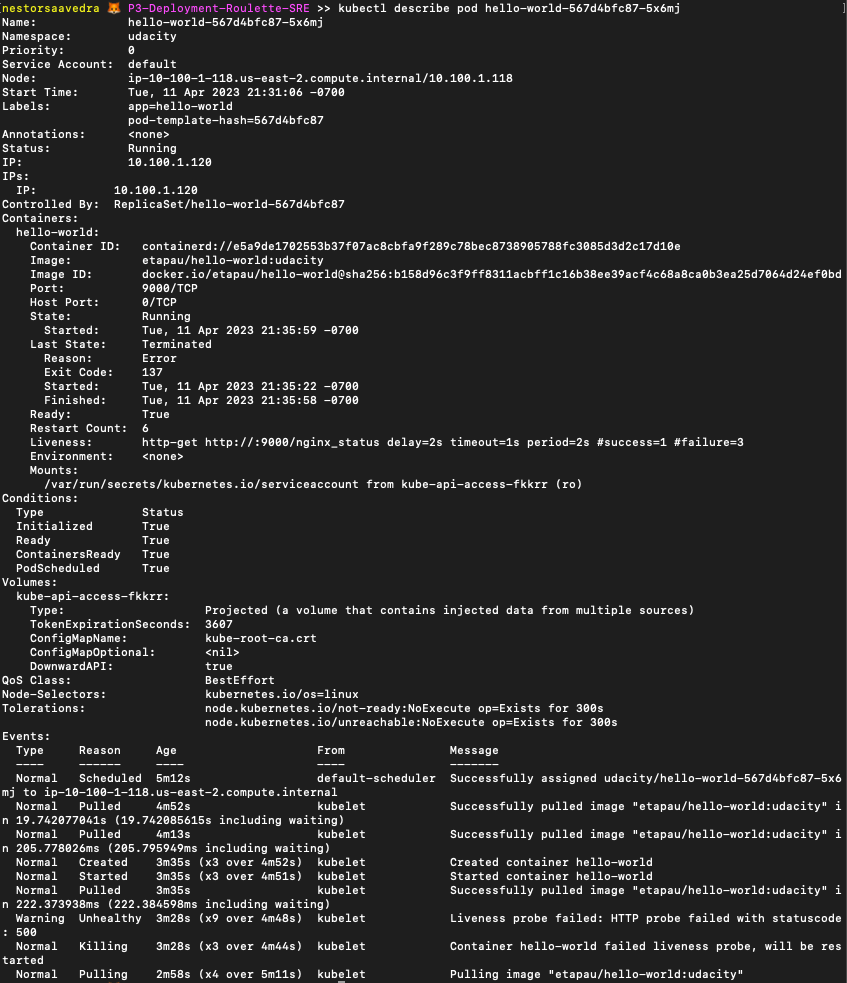 [nestorsaavedra 🦊 P3-Deployment-Roulette-SRE >> kubectl describe pod hello-world-567d4bfc87-5x6mj ]
Name:             hello-world-567d4bfc87-5x6mj
Namespace:        udacity
Priority:         0
Service Account:  default
Node:             ip-10-100-1-118.us-east-2.compute.internal/10.100.1.118
Start Time:       Tue, 11 Apr 2023 21:31:06 -0700
Labels:           app=hello-world
                  pod-template-hash=567d4bfc87
Annotations:      <none>
Status:           Running
IP:               10.100.1.120
IPs:
  IP:           10.100.1.120
Controlled By:  ReplicaSet/hello-world-567d4bfc87
Containers:
  hello-world:
    Container ID:   containerd://e5a9de1702553b37f07ac8cbfa9f289c78bec8738905788fc3085d3d2c17d10e
    Image:          etapau/hello-world:udacity
    Image ID:       docker.io/etapau/hello-world@sha256:b158d96c3f9ff8311acbff1c16b38ee39acf4c68a8ca0b3ea25d7064d24ef0bd
    Port:           9000/TCP
    Host Port:      0/TCP
    State:          Running
      Started:      Tue, 11 Apr 2023 21:35:59 -0700
    Last State:     Terminated
      Reason:       Error
      Exit Code:    137
      Started:      Tue, 11 Apr 2023 21:35:22 -0700
      Finished:     Tue, 11 Apr 2023 21:35:58 -0700
    Ready:          True
    Restart Count:  6
    Liveness:       http-get http://:9000/nginx_status delay=2s timeout=1s period=2s #success=1 #failure=3
    Environment:    <none>
    Mounts:
      /var/run/secrets/kubernetes.io/serviceaccount from kube-api-access-fkkrr (ro)
Conditions:
  Type              Status
  Initialized       True
  Ready             True
  ContainersReady   True
  PodScheduled      True
Volumes:
  kube-api-access-fkkrr:
    Type:                    Projected (a volume that contains injected data from multiple sources)
    TokenExpirationSeconds:  3607
    ConfigMapName:           kube-root-ca.crt
    ConfigMapOptional:       <nil>
    DownwardAPI:             true
QoS Class:                   BestEffort
Node-Selectors:              kubernetes.io/os=linux
Tolerations:                 node.kubernetes.io/not-ready:NoExecute op=Exists for 300s
                             node.kubernetes.io/unreachable:NoExecute op=Exists for 300s
Events:
  Type     Reason     Age                    From               Message
  ----     ------     ----                   ----               -------
  Normal   Scheduled  5m12s                  default-scheduler  Successfully assigned udacity/hello-world-567d4bfc87-5x6
mj to ip-10-100-1-118.us-east-2.compute.internal
  Normal   Pulled     4m52s                  kubelet            Successfully pulled image "etapau/hello-world:udacity" i
n 19.742077041s (19.742085615s including waiting)
  Normal   Pulled     4m13s                  kubelet            Successfully pulled image "etapau/hello-world:udacity" i
n 205.778026ms (205.795949ms including waiting)
  Normal   Created    3m35s (x3 over 4m52s)  kubelet            Created container hello-world
  Normal   Started    3m35s (x3 over 4m51s)  kubelet            Started container hello-world
  Normal   Pulled     3m35s                  kubelet            Successfully pulled image "etapau/hello-world:udacity" i
n 222.373938ms (222.384598ms including waiting)
  Warning  Unhealthy  3m28s (x9 over 4m48s)  kubelet            Liveness probe failed: HTTP probe failed with statuscode
: 500
  Normal   Killing    3m28s (x3 over 4m44s)  kubelet            Container hello-world failed liveness probe, will be res
tarted
  Normal   Pulling    2m58s (x4 over 5m11s)  kubelet            Pulling image "etapau/hello-world:udacity"